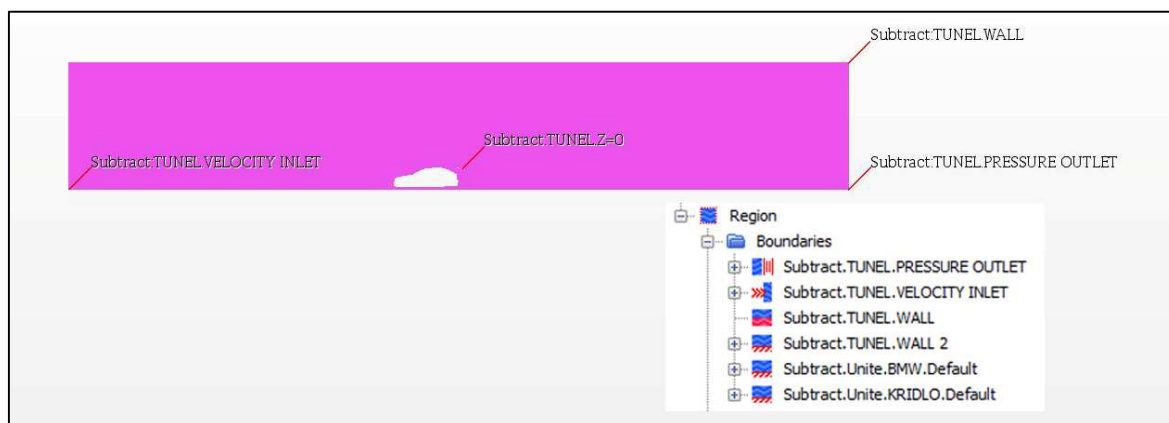 Subtract:TUNEL.WALL
Subtract:TUNEL.Z=0
Subtract:TUNEL.VELOCITY INLET
Subtract:TUNEL.PRESSURE OUTLET
Region
Boundaries
Subtract.TUNEL.PRESSURE OUTLET
Subtract.TUNEL.VELOCITY INLET
Subtract.TUNEL.WALL
Subtract.TUNEL.WALL 2
Subtract.Unite.BMW.Default
Subtract.Unite.KRIDLO.Default